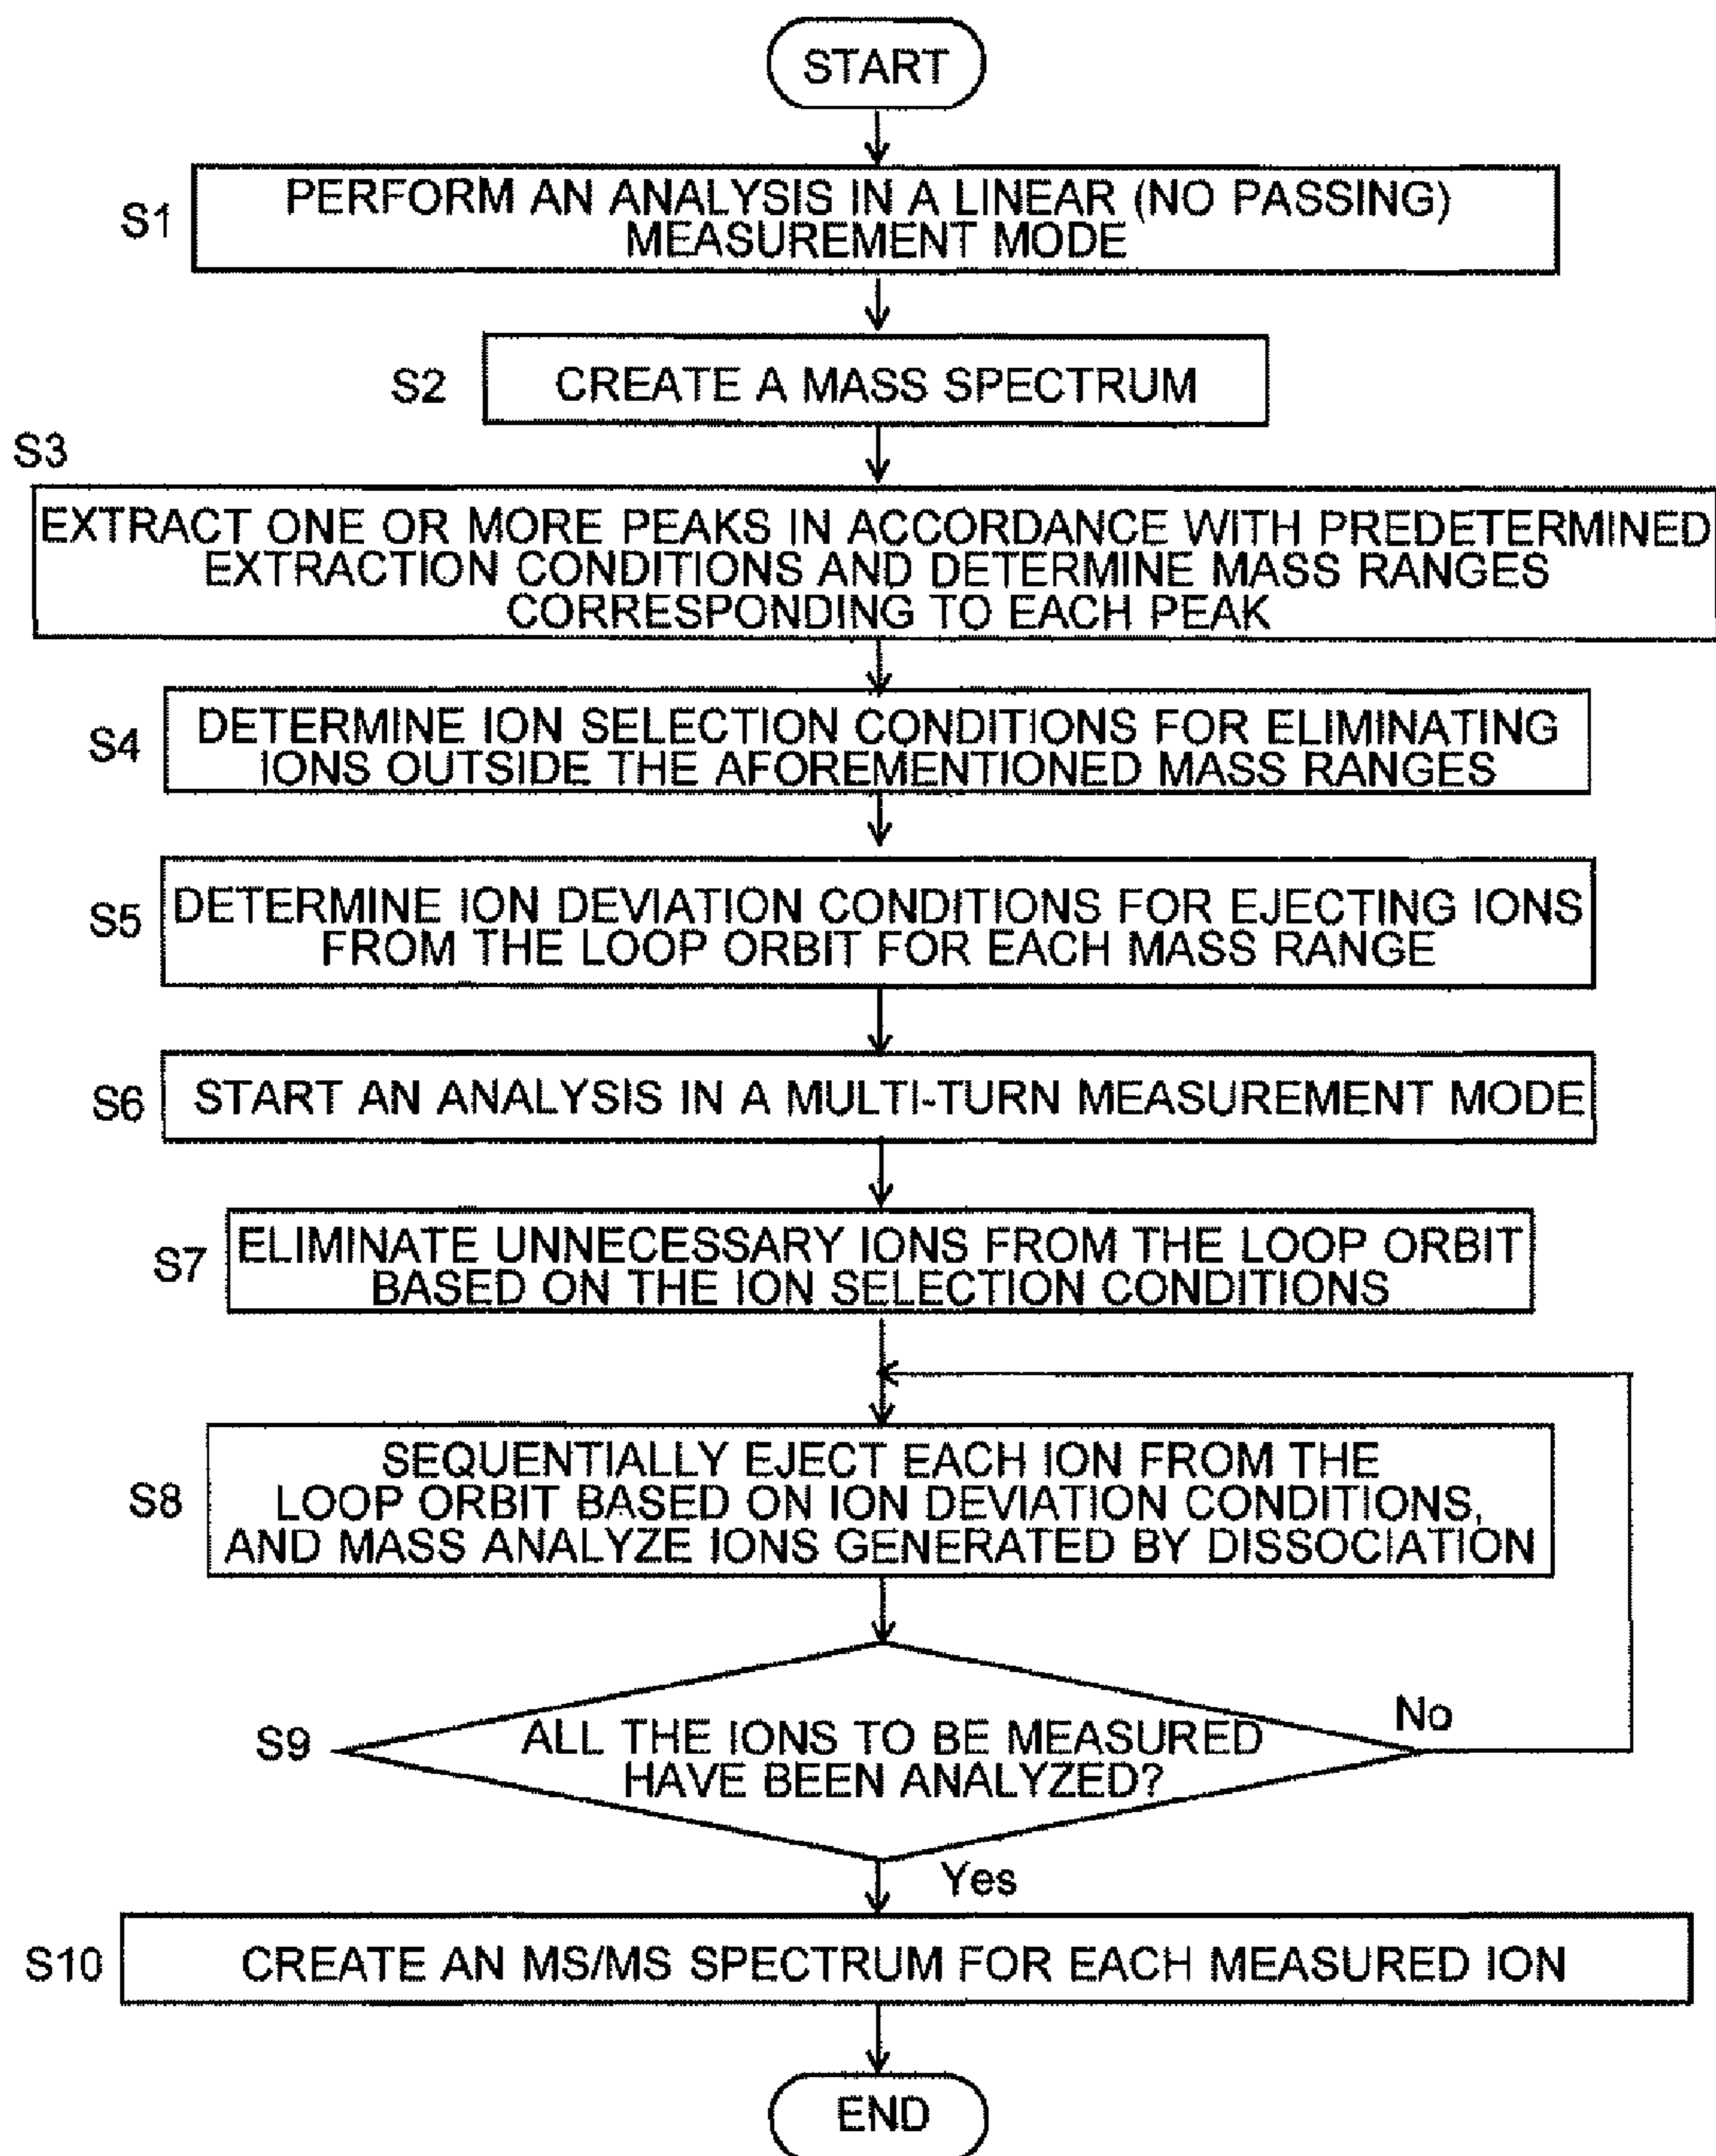 START
S1
PERFORM AN ANALYSIS IN A LINEAR (NO PASSING)
MEASUREMENT MODE
S2
CREATE A MASS SPECTRUM
S3
EXTRACT ONE OR MORE PEAKS IN ACCORDANCE WITH PREDETERMINED
EXTRACTION CONDITIONS AND DETERMINE MASS RANGES
CORRESPONDING TO EACH PEAK
S4
DETERMINE ION SELECTION CONDITIONS FOR ELIMINATING
IONS OUTSIDE THE AFOREMENTIONED MASS RANGES
S5
DETERMINE ION DEVIATION CONDITIONS FOR EJECTING IONS
FROM THE LOOP ORBIT FOR EACH MASS RANGE
S6
START AN ANALYSIS IN A MULTI-TURN MEASUREMENT MODE
S7
ELIMINATE UNNECESSARY IONS FROM THE LOOP ORBIT
BASED ON THE ION SELECTION CONDITIONS
S8
SEQUENTIALLY EJECT EACH ION FROM THE
LOOP ORBIT BASED ON ION DEVIATION CONDITIONS,
AND MASS ANALYZE IONS GENERATED BY DISSOCIATION
S9
ALL THE IONS TO BE MEASURED
HAVE BEEN ANALYZED?
No
Yes
S10
CREATE AN MS/MS SPECTRUM FOR EACH MEASURED ION
END